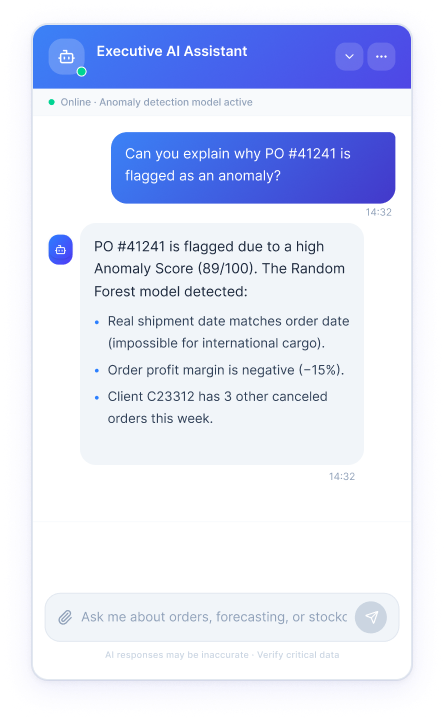 Executive AI Assistant
Online · Anomaly detection model active
Can you explain why PO #41241 is
flagged as an anomaly?
14:32
PO #41241 is flagged due to a high
Anomaly Score (89/100). The Random
Forest model detected:
• Real shipment date matches order date
(impossible for international cargo).
• Order profit margin is negative (−15%).
• Client C23312 has 3 other canceled
orders this week.
14:32
Ask me about orders, forecasting, or
AI responses may be inaccurate · Verify critical data